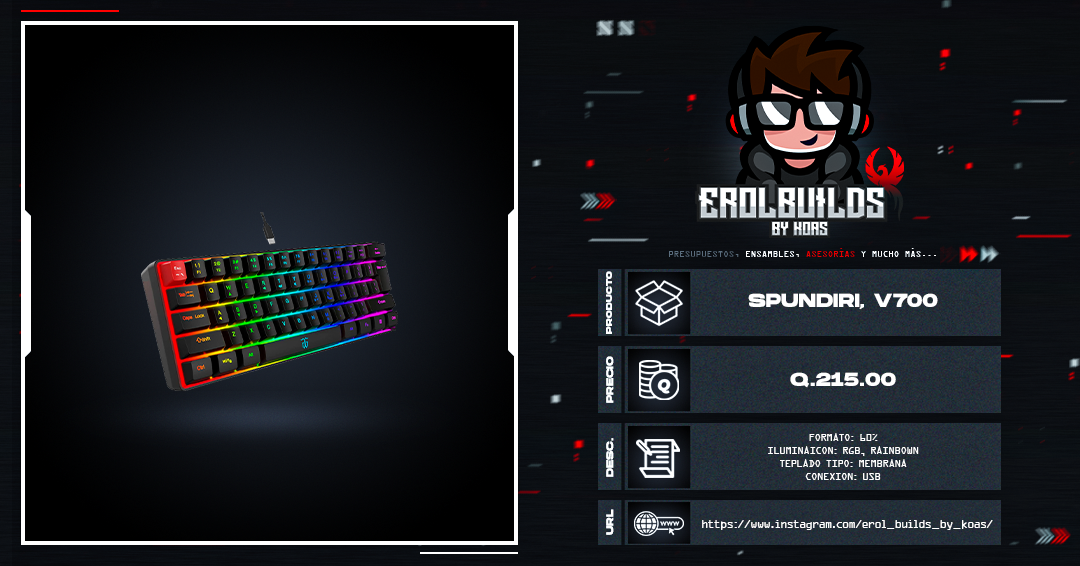 EROLBUILDS
BY KOAS
PRESUPUESTOS, ENSAMBLES, ASESORÍAS Y MUCHO MÁS...
PRODUCTO
SPUNDIRI, V700
PRECIO
Q
Q.215.00
DESC.
FORMATO: 60%
ILUMINAICON: RGB, RAINBOWN
TEPLADO TIPO: MEMBRANA
CONEXION: USB
URL
WWW
https://www.instagram.com/erol_builds_by_koas/